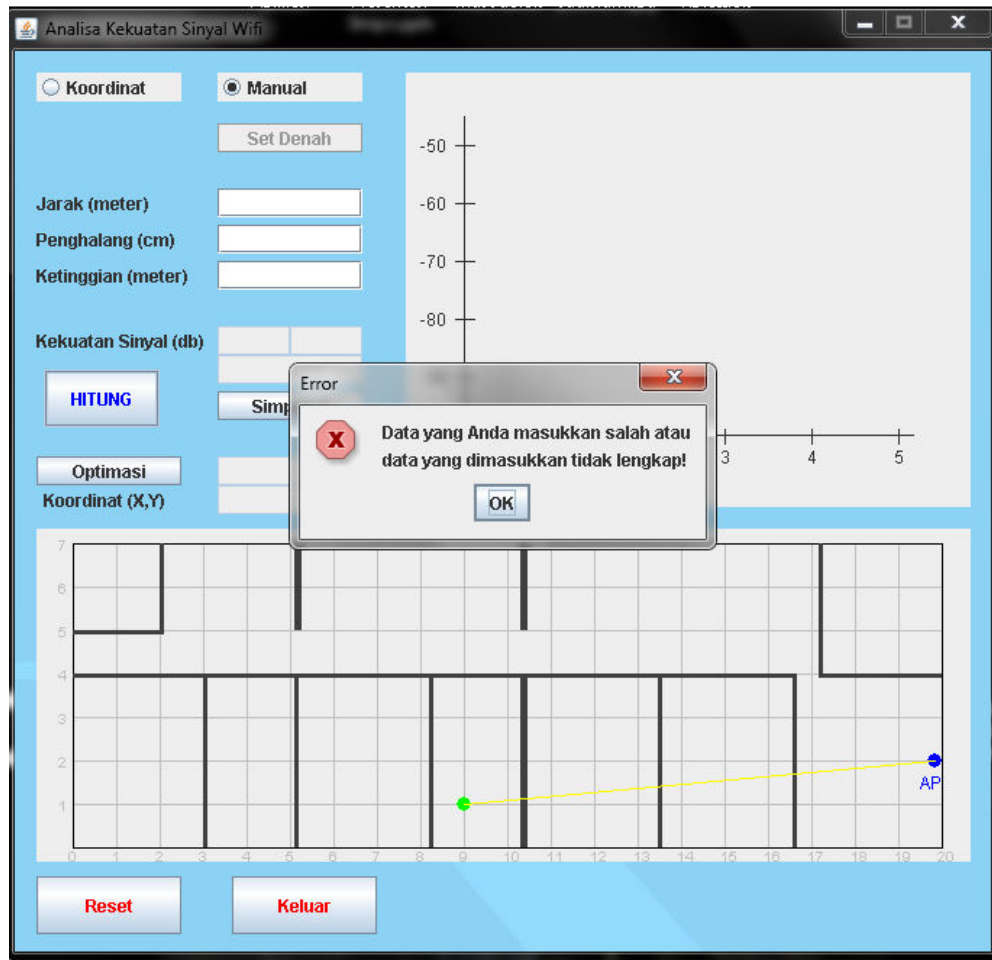 Analisa Kekuatan Sinyal Wifi
Koordinat
Manual
Set Denah
Jarak (meter)
Penghalang (cm)
Ketinggian (meter)
Kekuatan Sinyal (db)
HITUNG
Optimasi
Koordinat (X,Y)
-50
-60
-70
-80
3 4 5
Error
Data yang Anda masukkan salah atau
data yang dimasukkan tidak lengkap!
OK
7
6
5
4
3
2
1
AP
0 1 2 3 4 5 6 7 8 9 10 11 12 13 14 15 16 17 18 19 20
Reset
Keluar